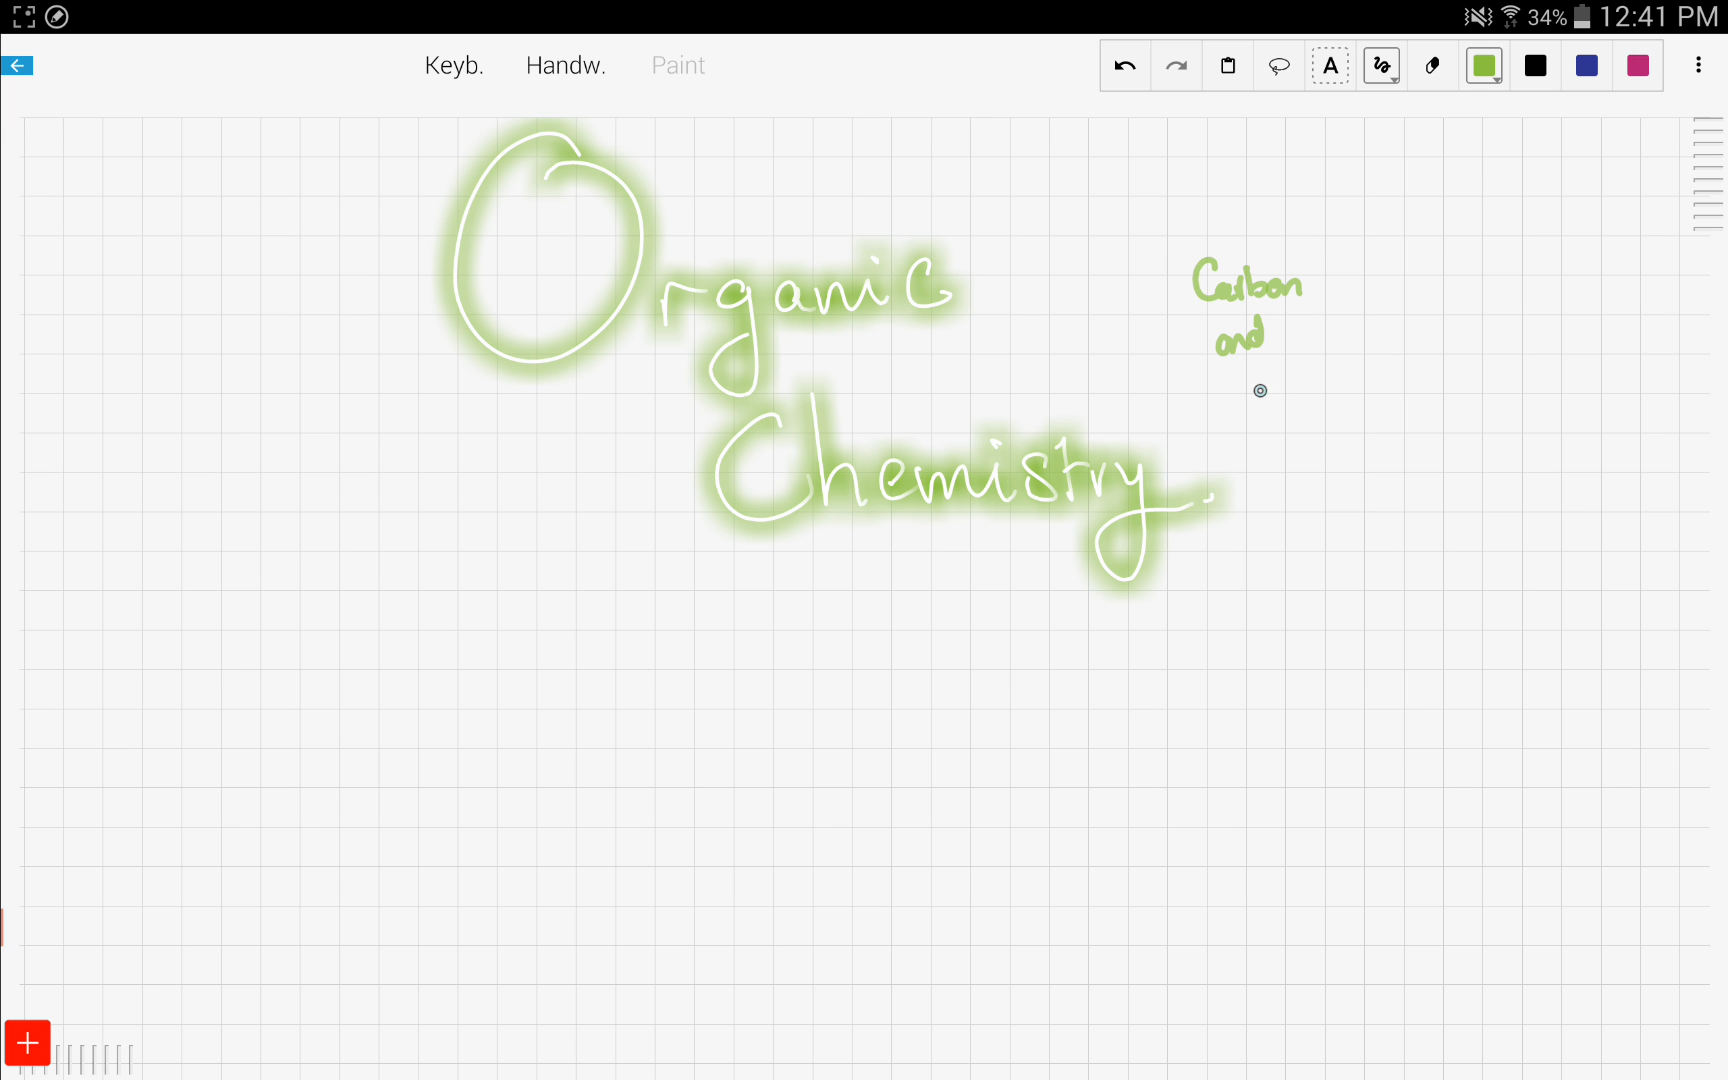 34% 12:41 PM
Keyb. Handw. Paint A
Organic
Chemistry.
Carbon
and